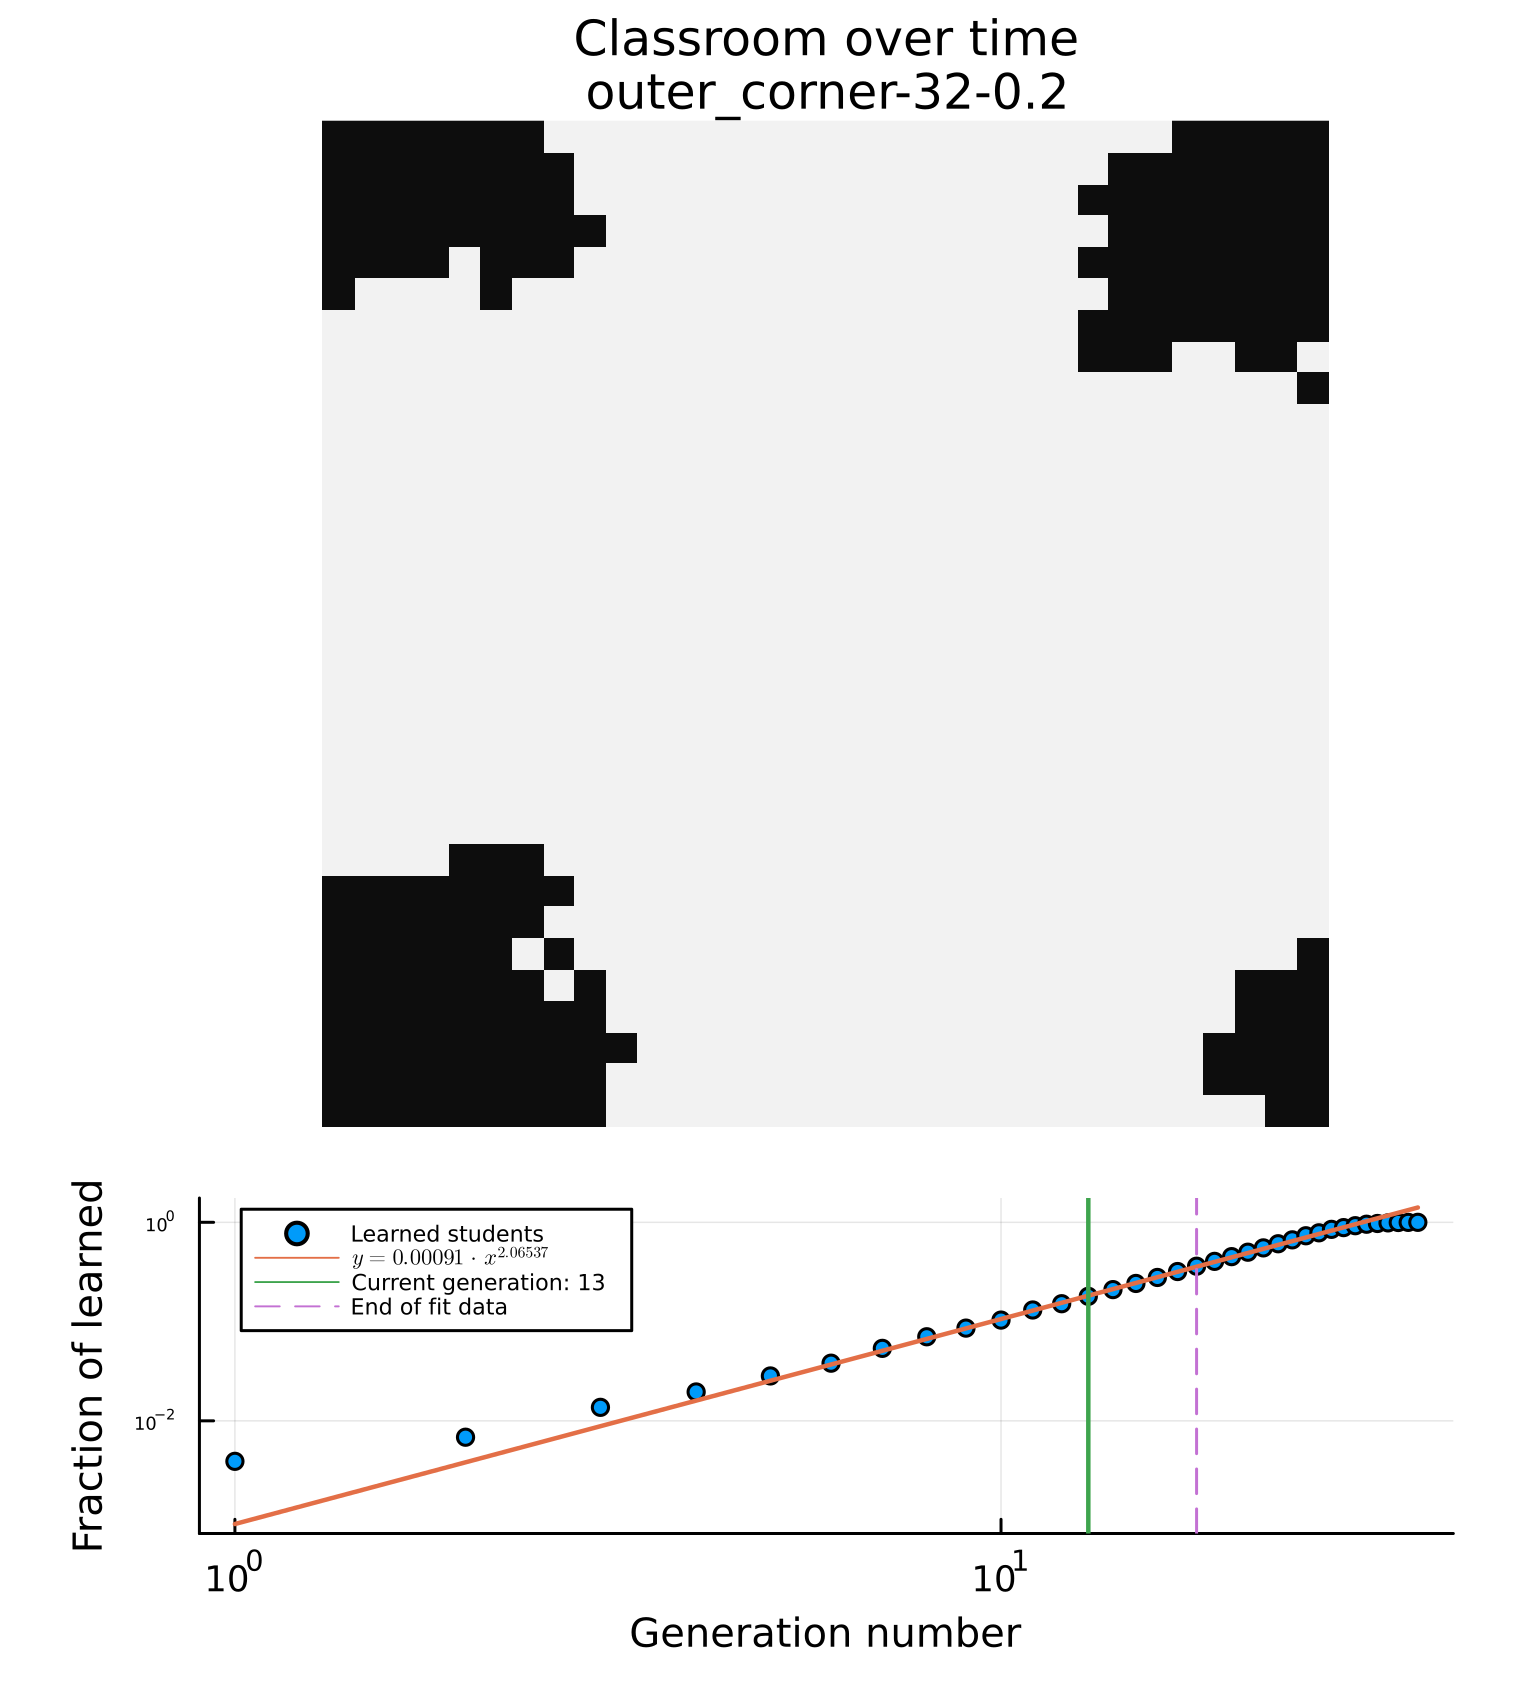 Classroom over time
outer_corner-32-0.2
Fraction of learned
10^0
10^-2
Learned students
y = 0.00091 · x^2.06537
Current generation: 13
End of fit data
10^0
10^1
Generation number